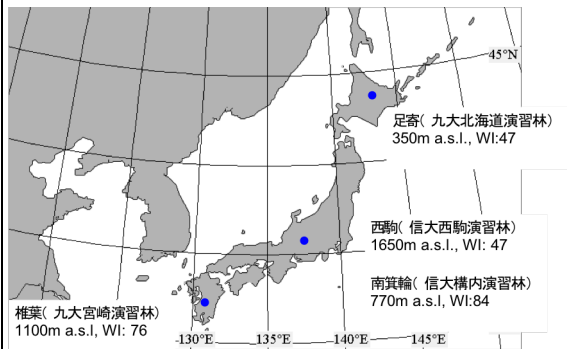 45°N
足寄( 九大北海道演習林)
350m a.s.l., WI:47
西駒( 信大西駒演習林)
1650m a.s.l., WI: 47
南箕輪( 信大構内演習林)
770m a.s.l, WI:84
椎葉( 九大宮崎演習林)
1100m a.s.l, WI: 76
-130°E 135°E 140°E 145°E